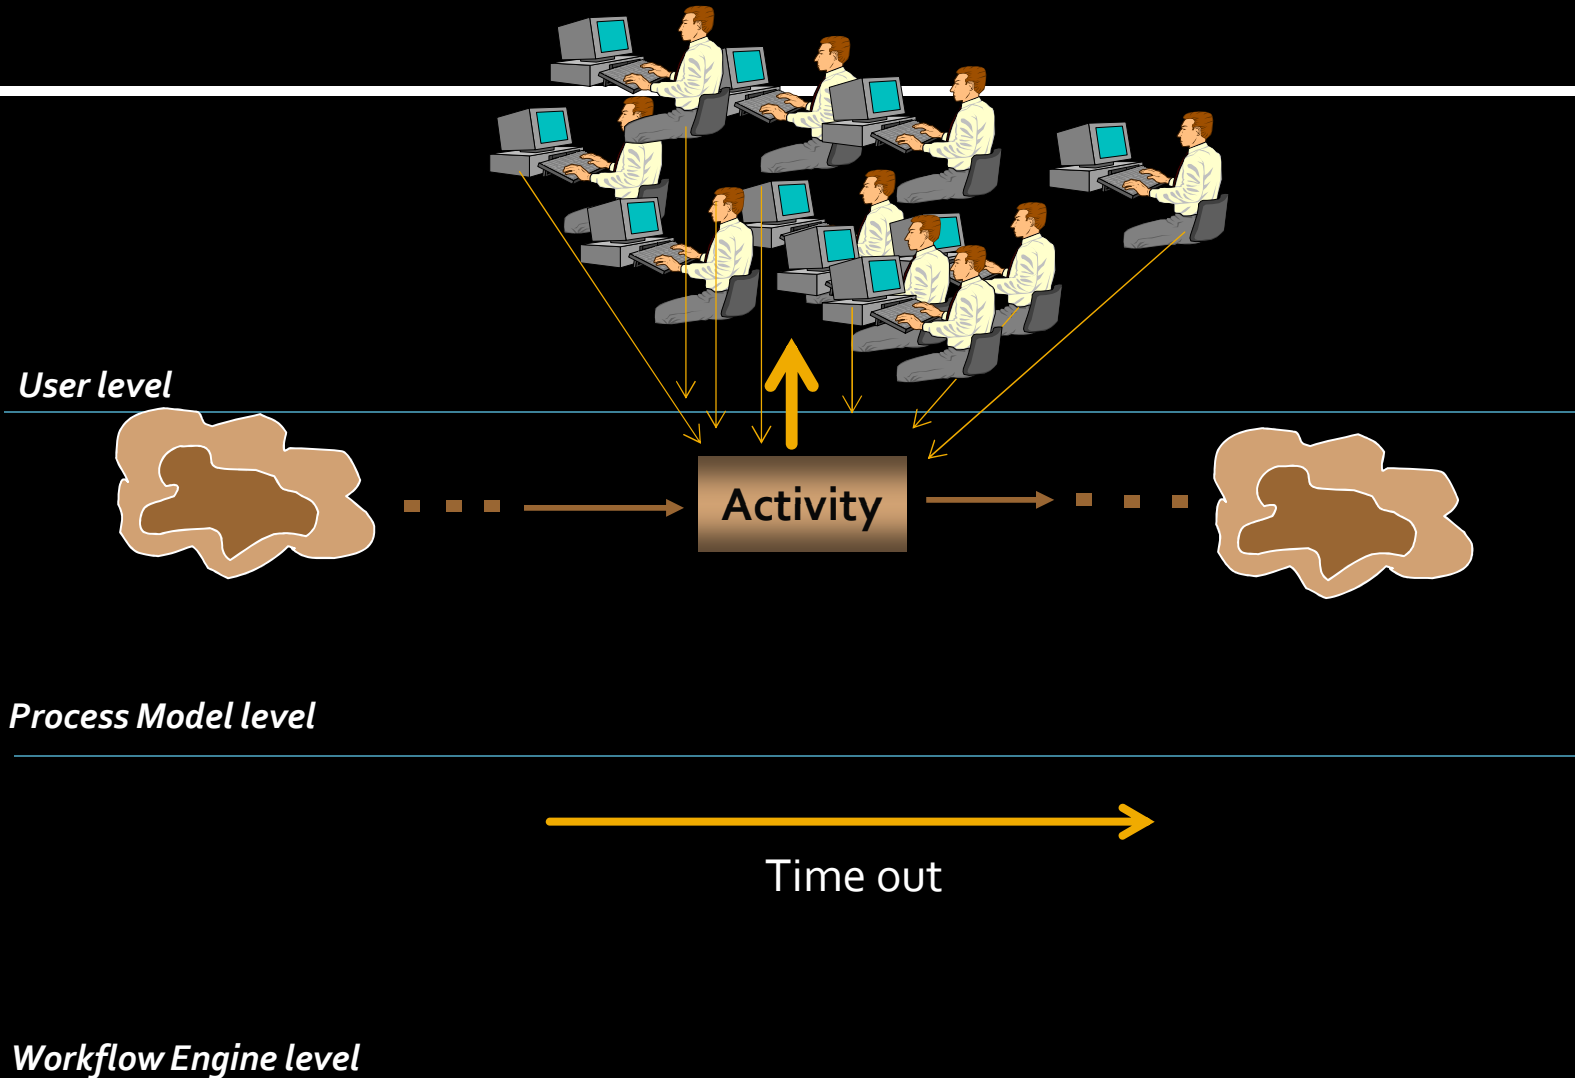 User level
Activity
Process Model level
Time out
Workflow Engine level